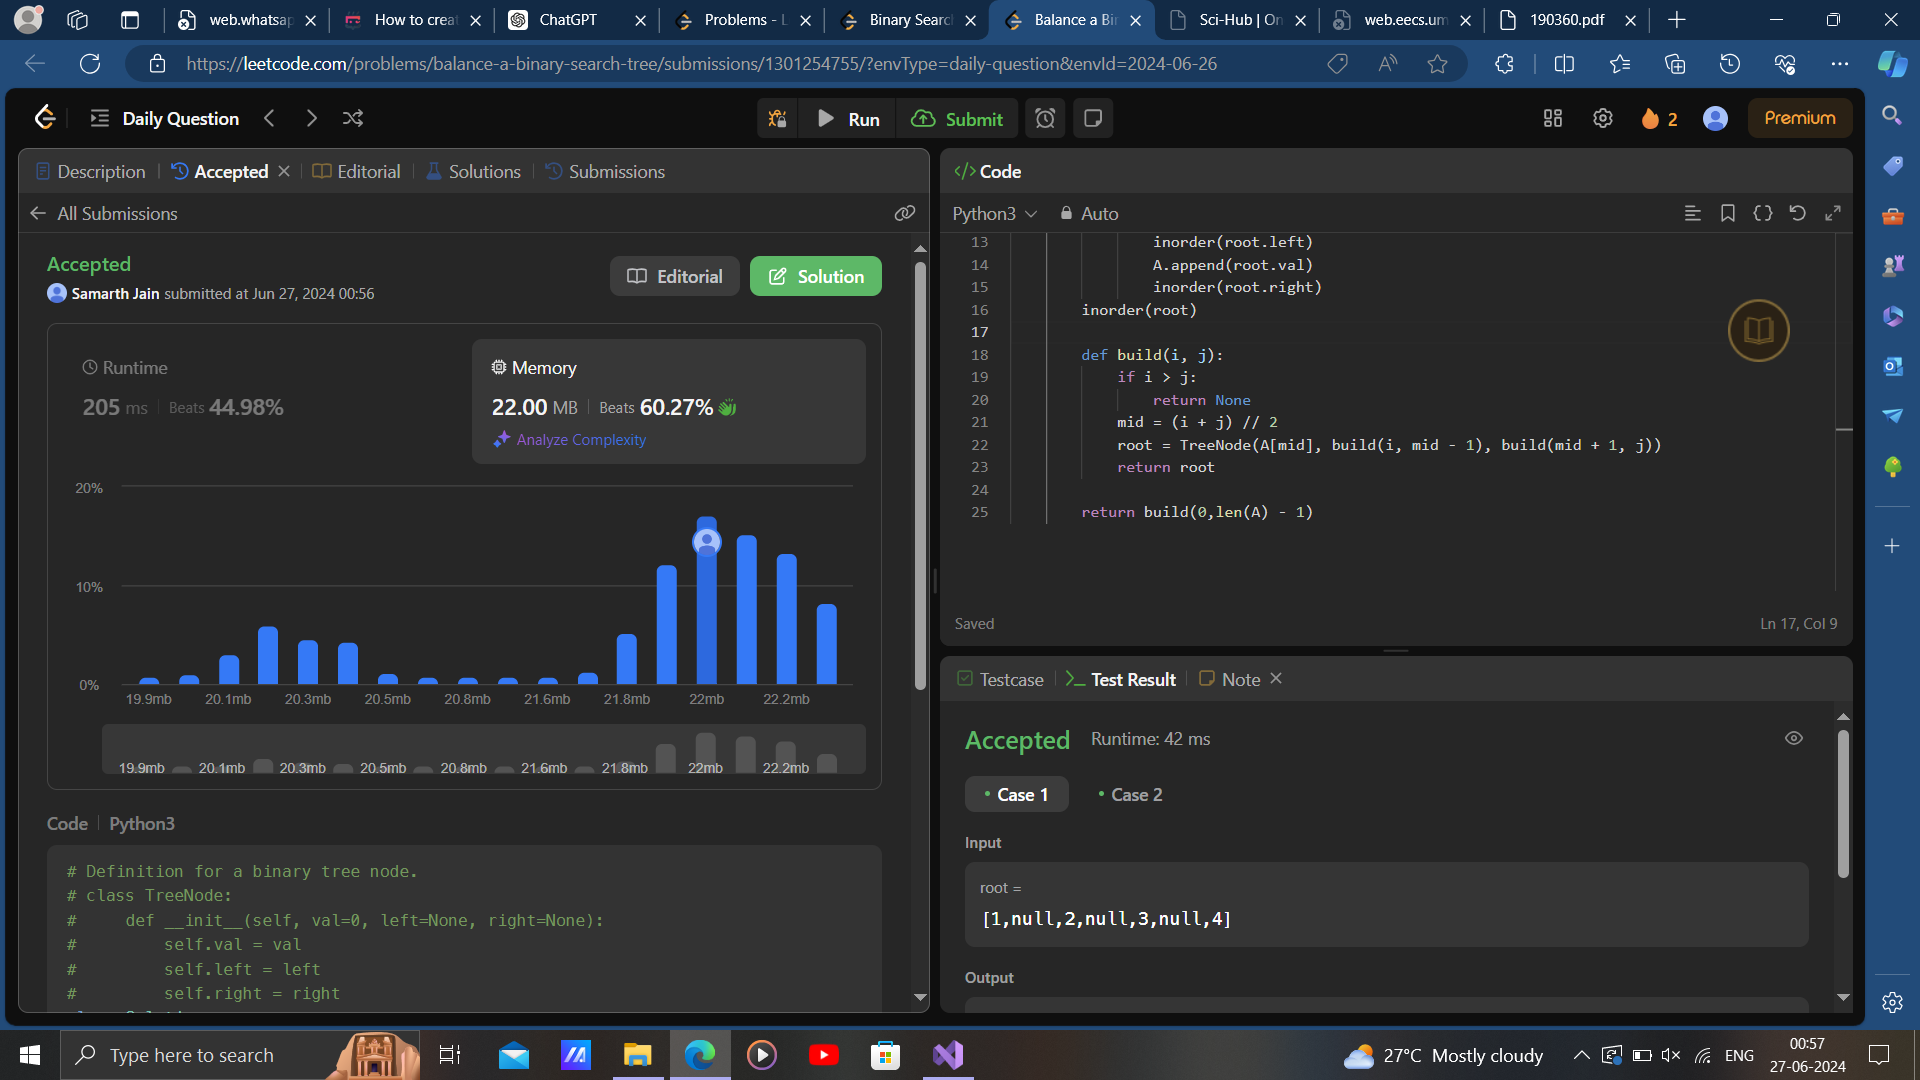 web.whatsap
How to creat
ChatGPT
Problems - L
Binary Searc
Balance a Bin
Sci-Hub | On
web.eecs.um
190360.pdf
https://leetcode.com/problems/balance-a-binary-search-tree/submissions/1301254755/?envType=daily-question&envId=2024-06-26
Daily Question
Run
Submit
2
Premium
Description
Accepted
Editorial
Solutions
Submissions
All Submissions
Accepted
Samarth Jain submitted at Jun 27, 2024 00:56
Editorial
Solution
Runtime
205 ms
Beats 44.98%
Memory
22.00 MB
Beats 60.27%
Analyze Complexity
20%
10%
0%
19.9mb 20.1mb 20.3mb 20.5mb 20.8mb 21.6mb 21.8mb 22mb 22.2mb
19.9mb 20.1mb 20.3mb 20.5mb 20.8mb 21.6mb 21.8mb 22mb 22.2mb
Code
Python3
# Definition for a binary tree node.
# class TreeNode:
#     def __init__(self, val=0, left=None, right=None):
#         self.val = val
#         self.left = left
#         self.right = right
</> Code
Python3
Auto
13 inorder(root.left)
14 A.append(root.val)
15 inorder(root.right)
16 inorder(root)
17
18 def build(i, j):
19 if i > j:
20 return None
21 mid = (i + j) // 2
22 root = TreeNode(A[mid], build(i, mid - 1), build(mid + 1, j))
23 return root
24
25 return build(0,len(A) - 1)
Saved
Ln 17, Col 9
Testcase
Test Result
Note
Accepted
Runtime: 42 ms
Case 1
Case 2
Input
root =
[1,null,2,null,3,null,4]
Output
Type here to search
27°C Mostly cloudy
ENG
00:57
27-06-2024